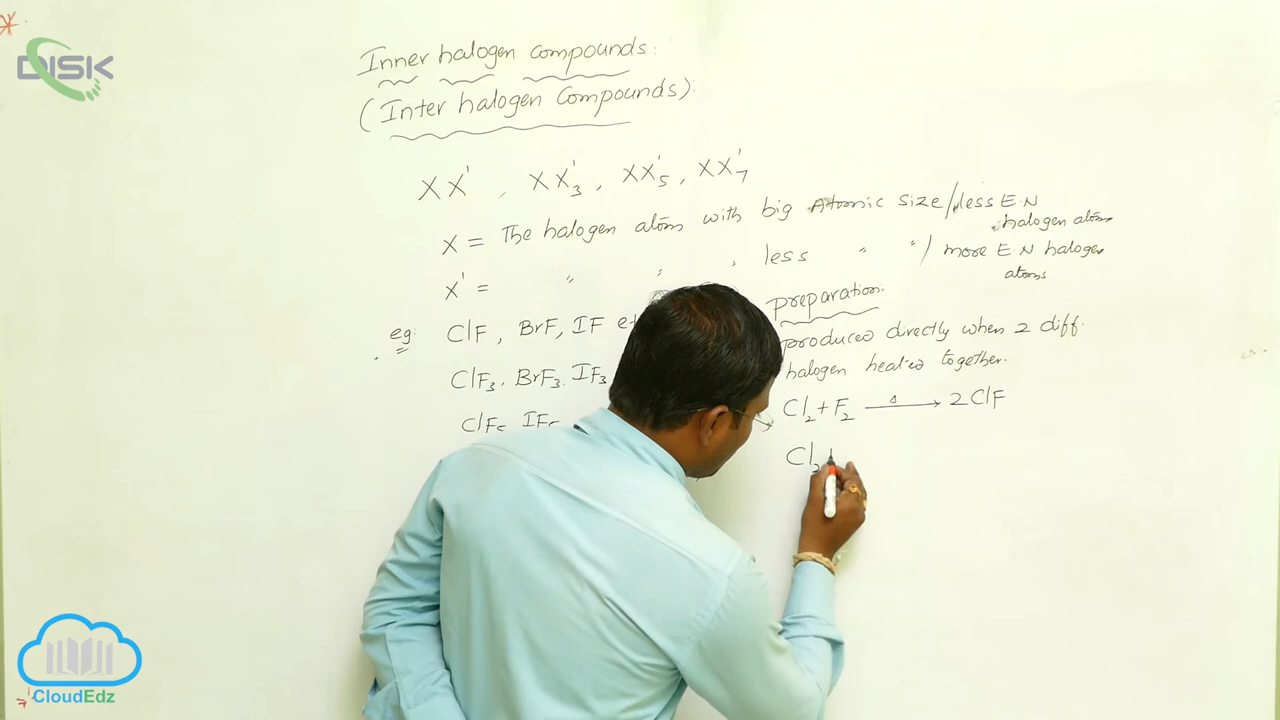 DISK
Inner halogen compounds:
(Inter halogen Compounds):
XX' , XX'₃ , XX'₅ , XX'₇
X = The halogen atom with big Atomic size/less E.N halogen atoms
X' = " " " less " "/ more E.N halogen atoms
eg: ClF , BrF, IF
ClF₃, BrF₃. IF₃
ClF₅ IF₅
preparation:
produced directly when 2 diff.
halogen heated together.
Cl₂ + F₂ —Δ→ 2ClF
Cl₂
CloudEdz